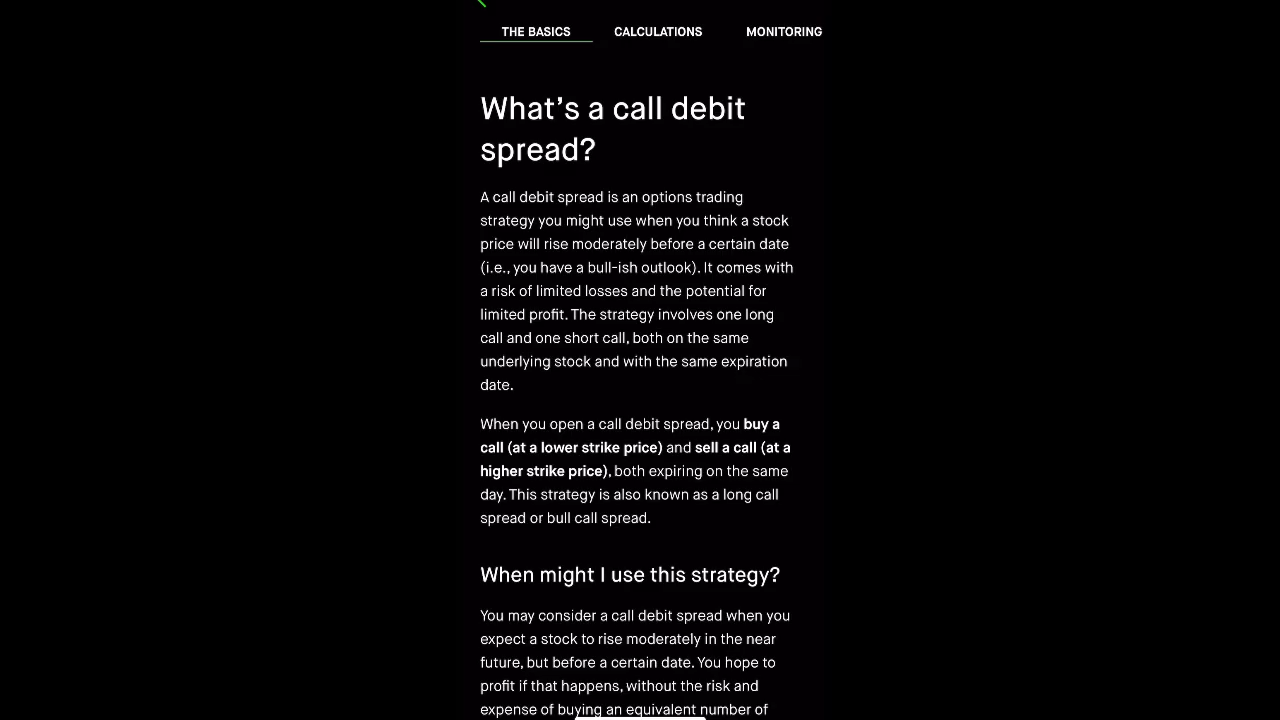 THE BASICS CALCULATIONS MONITORING
What's a call debit
spread?
A call debit spread is an options trading
strategy you might use when you think a stock
price will rise moderately before a certain date
(i.e., you have a bull-ish outlook). It comes with
a risk of limited losses and the potential for
limited profit. The strategy involves one long
call and one short call, both on the same
underlying stock and with the same expiration
date.
When you open a call debit spread, you buy a
call (at a lower strike price) and sell a call (at a
higher strike price), both expiring on the same
day. This strategy is also known as a long call
spread or bull call spread.
When might I use this strategy?
You may consider a call debit spread when you
expect a stock to rise moderately in the near
future, but before a certain date. You hope to
profit if that happens, without the risk and
expense of buying an equivalent number of